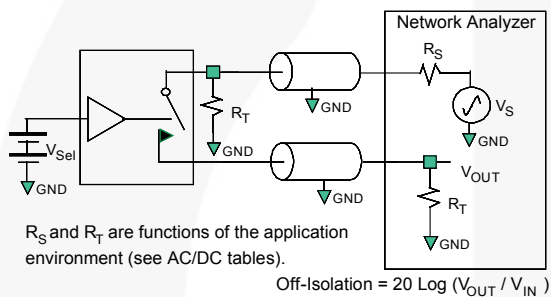 Network Analyzer
R_S
GND
V_S
GND
R_T
GND
V_Sel
GND
GND
V_OUT
R_T
GND
R_S and R_T are functions of the application
environment (see AC/DC tables).
Off-Isolation = 20 Log (V_OUT / V_IN )